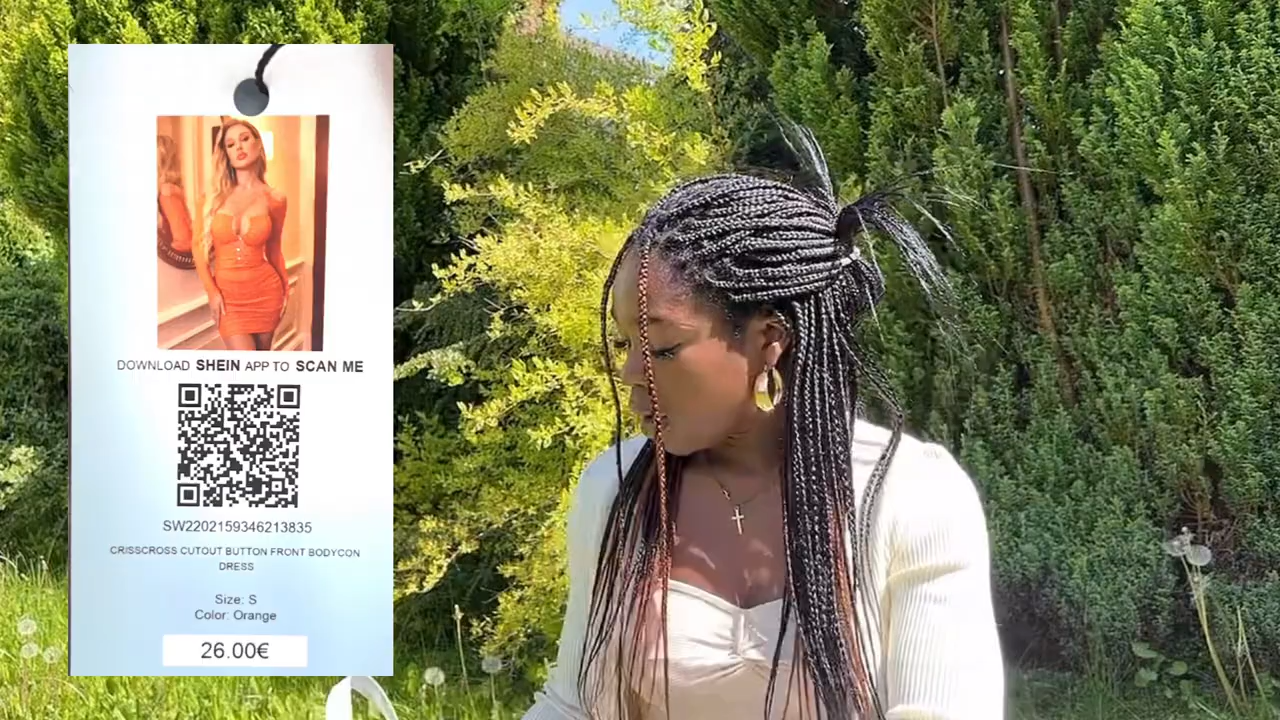 DOWNLOAD SHEIN APP TO SCAN ME
SW2202159346213835
CRISSCROSS CUTOUT BUTTON FRONT BODYCON
DRESS
Size: S
Color: Orange
26.00€